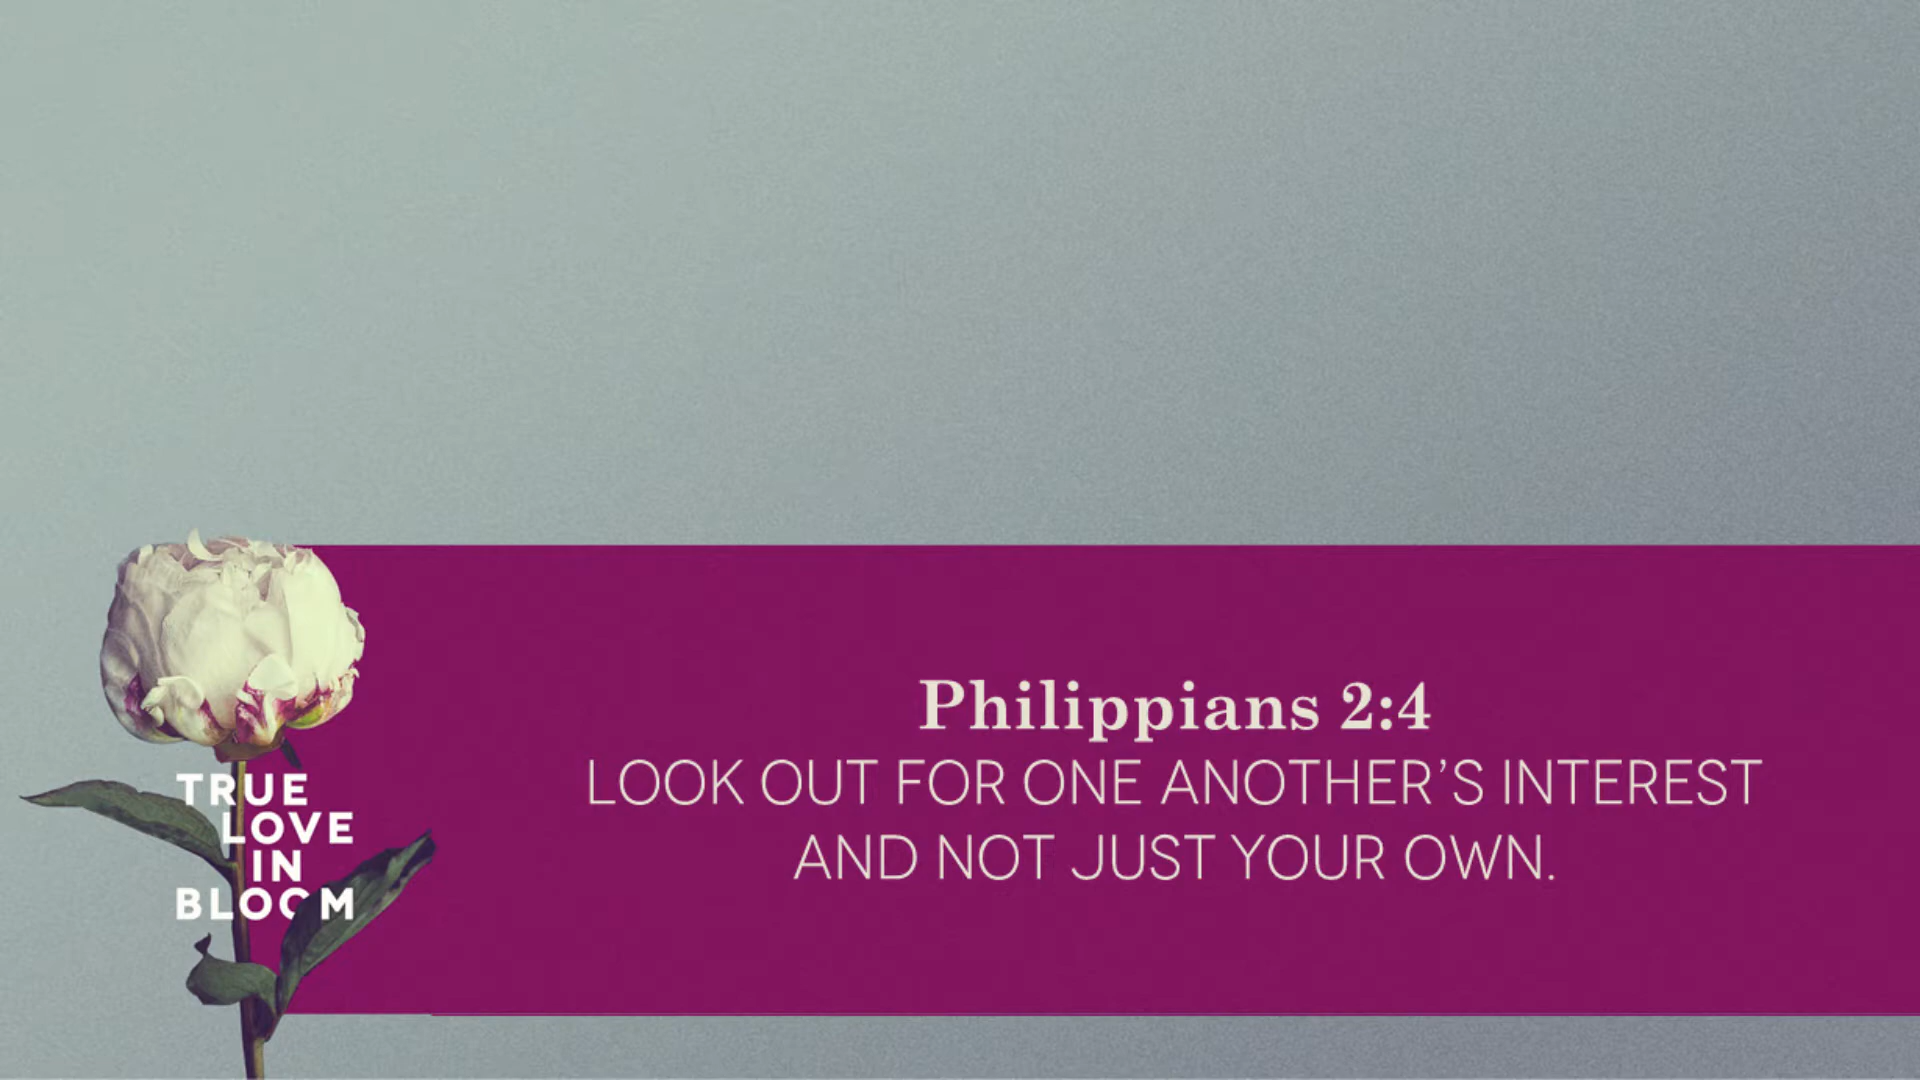 Philippians 2:4
LOOK OUT FOR ONE ANOTHER’S INTEREST
AND NOT JUST YOUR OWN.
TRUE
LOVE
IN
BLOOM